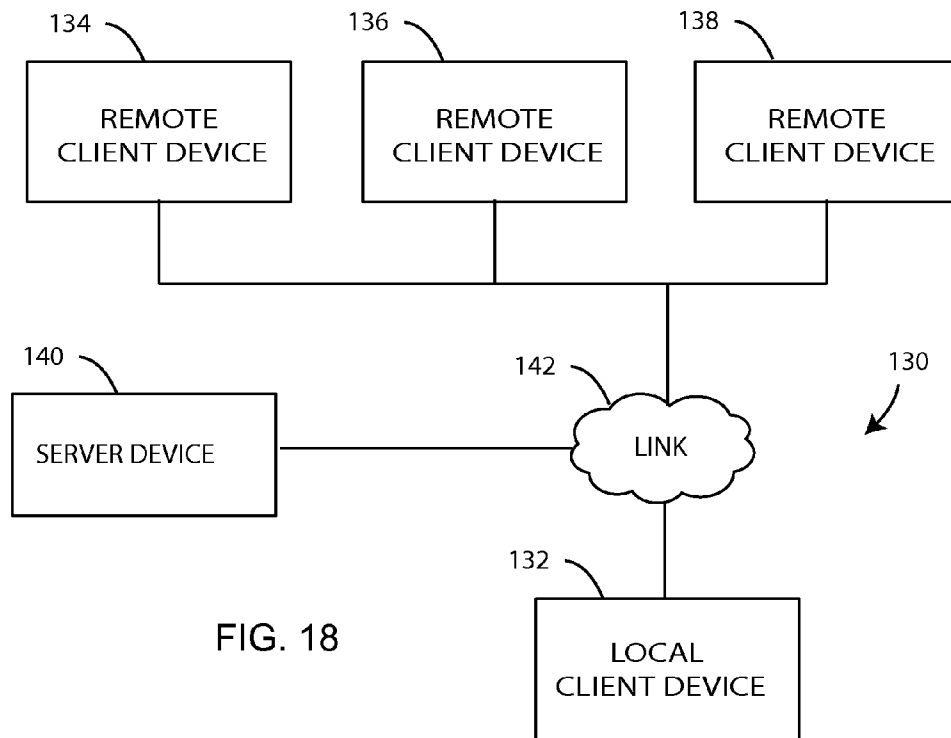 134
136
138
REMOTE
CLIENT DEVICE
REMOTE
CLIENT DEVICE
REMOTE
CLIENT DEVICE
140
142
130
SERVER DEVICE
LINK
132
FIG. 18
LOCAL
CLIENT DEVICE